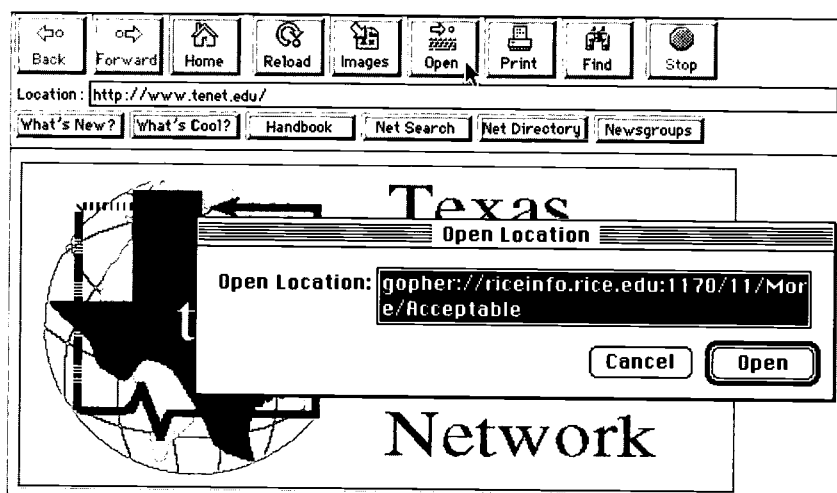 Back Forward Home Reload Images Open Print Find Stop
Location: http://www.tenet.edu/
What's New? What's Cool? Handbook Net Search Net Directory Newsgroups
Texas
Open Location
Open Location: gopher://riceinfo.rice.edu:1170/11/Mor
e/Acceptable
t
Cancel Open
Network